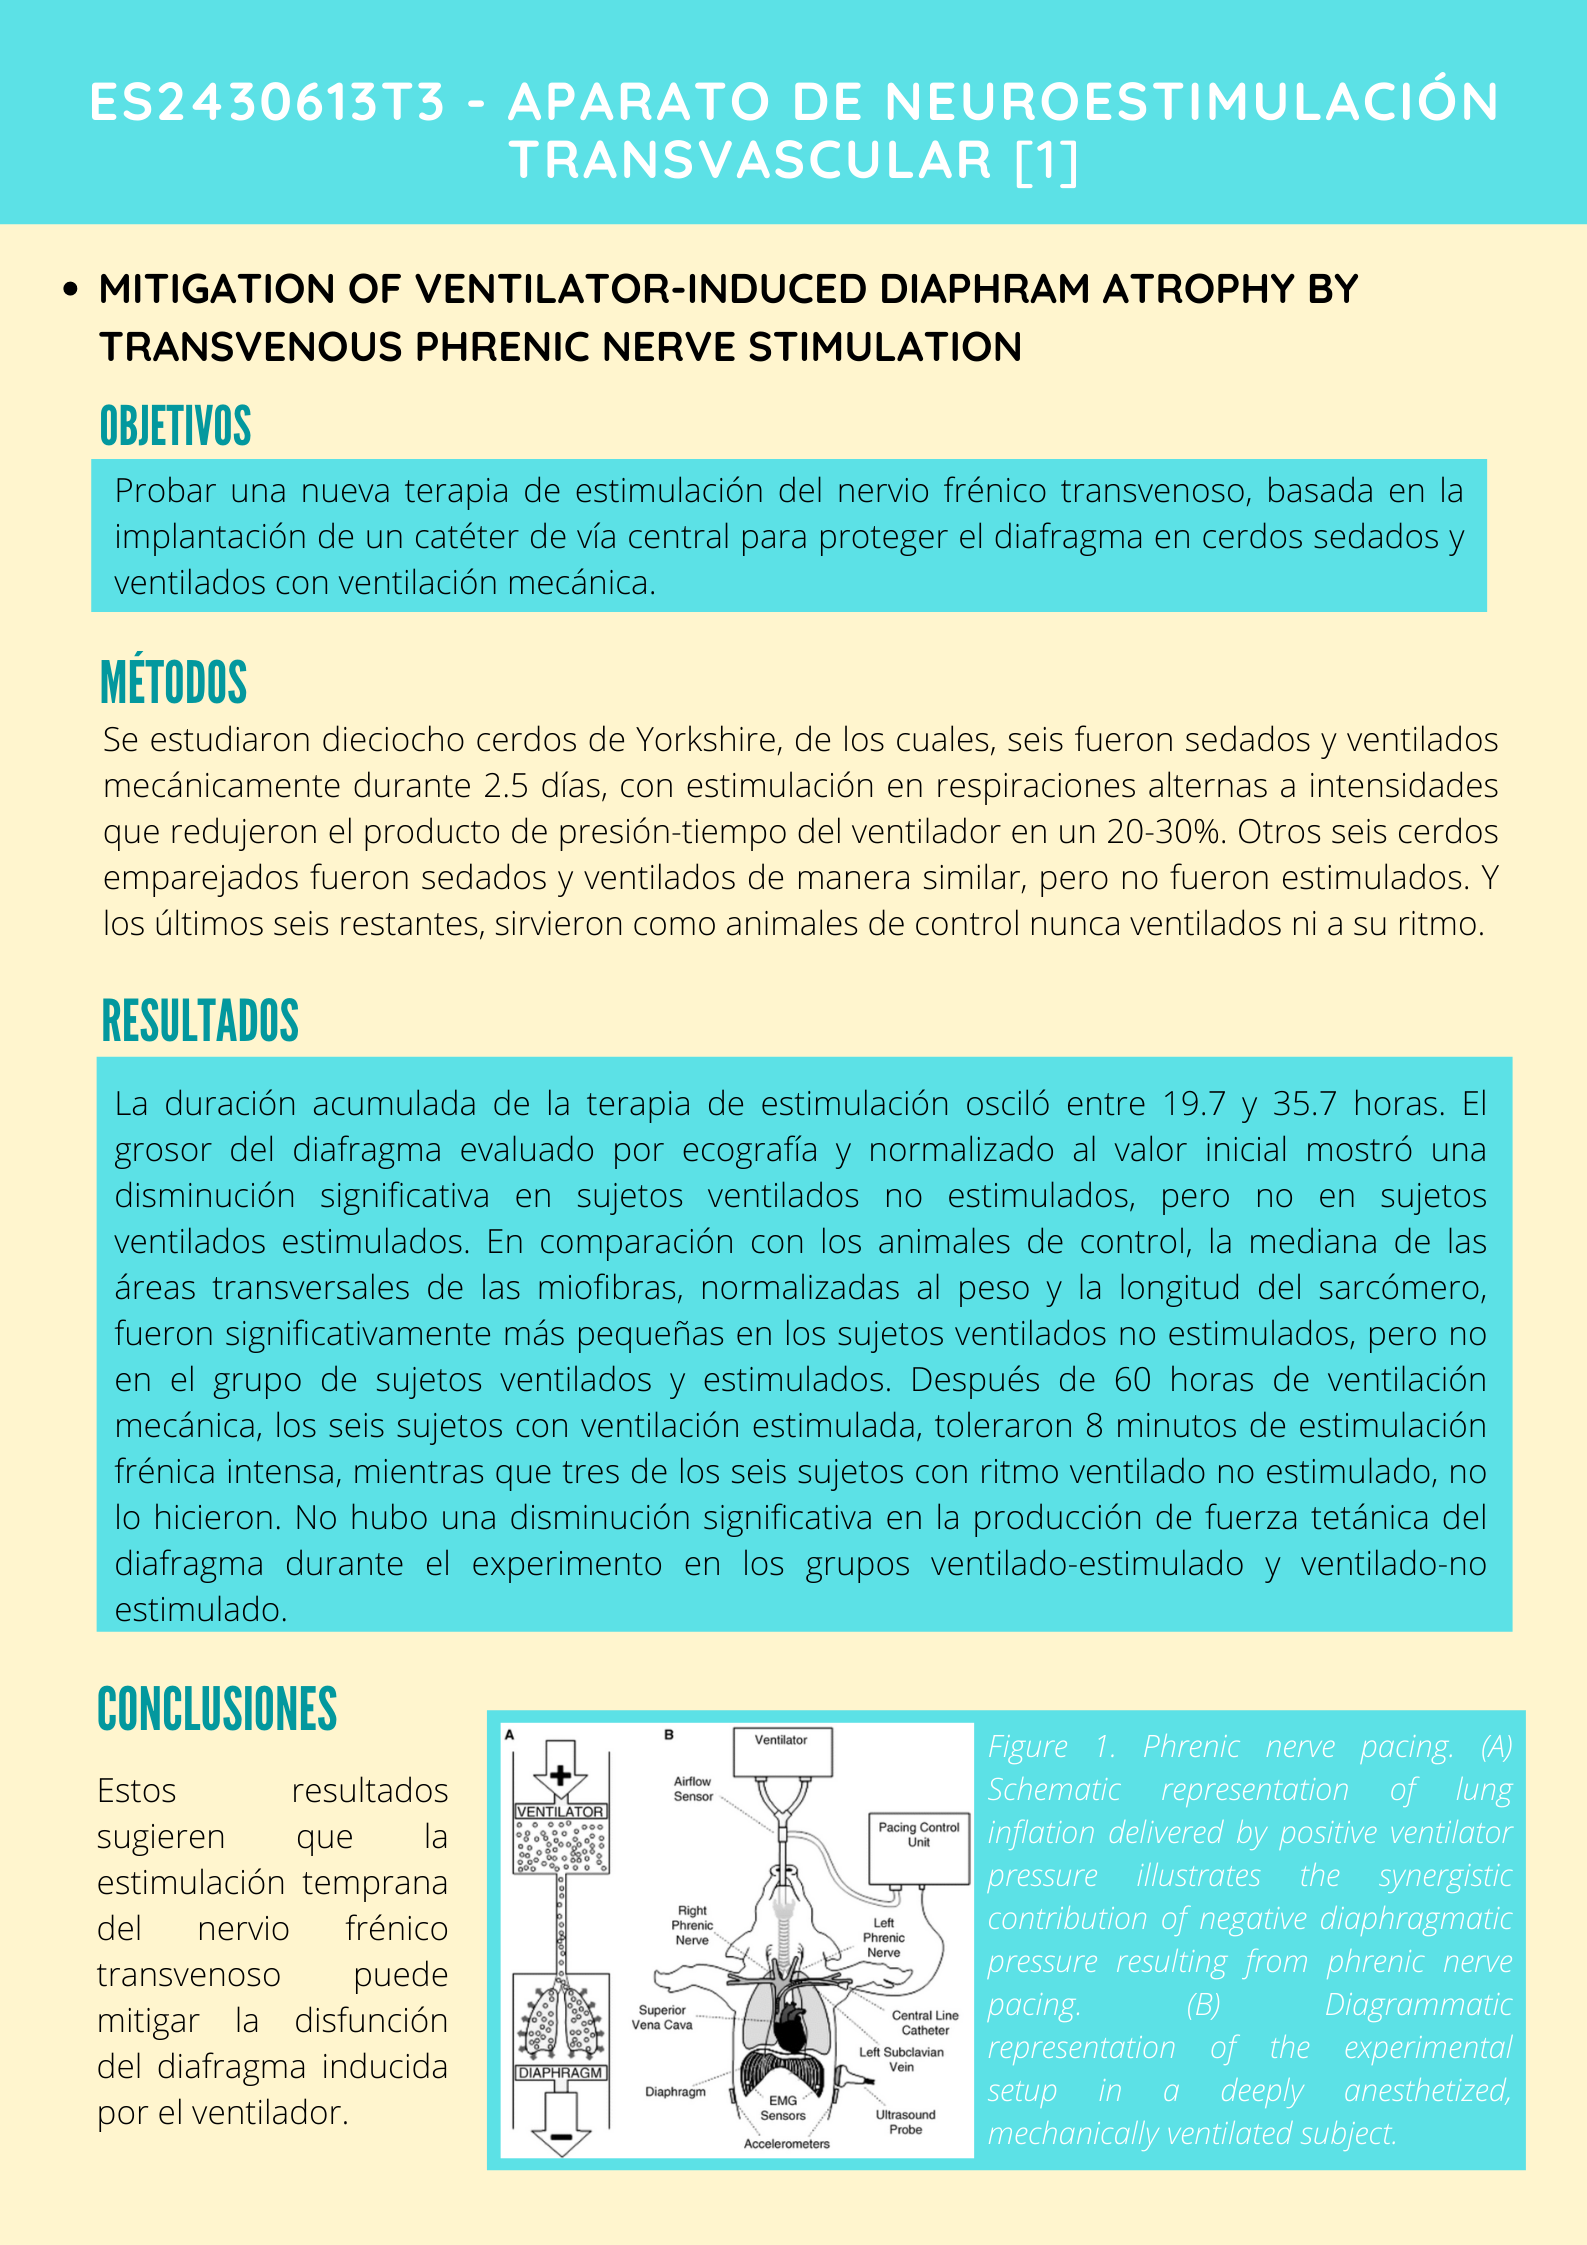 ES2430613T3 - APARATO DE NEUROESTIMULACIÓN
TRANSVASCULAR [1]
• MITIGATION OF VENTILATOR-INDUCED DIAPHRAM ATROPHY BY
TRANSVENOUS PHRENIC NERVE STIMULATION
OBJETIVOS
Probar una nueva terapia de estimulación del nervio frénico transvenoso, basada en la
implantación de un catéter de vía central para proteger el diafragma en cerdos sedados y
ventilados con ventilación mecánica.
MÉTODOS
Se estudiaron dieciocho cerdos de Yorkshire, de los cuales, seis fueron sedados y ventilados
mecánicamente durante 2.5 días, con estimulación en respiraciones alternas a intensidades
que redujeron el producto de presión-tiempo del ventilador en un 20-30%. Otros seis cerdos
emparejados fueron sedados y ventilados de manera similar, pero no fueron estimulados. Y
los últimos seis restantes, sirvieron como animales de control nunca ventilados ni a su ritmo.
RESULTADOS
La duración acumulada de la terapia de estimulación osciló entre 19.7 y 35.7 horas. El
grosor del diafragma evaluado por ecografía y normalizado al valor inicial mostró una
disminución significativa en sujetos ventilados no estimulados, pero no en sujetos
ventilados estimulados. En comparación con los animales de control, la mediana de las
áreas transversales de las miofibras, normalizadas al peso y la longitud del sarcómero,
fueron significativamente más pequeñas en los sujetos ventilados no estimulados, pero no
en el grupo de sujetos ventilados y estimulados. Después de 60 horas de ventilación
mecánica, los seis sujetos con ventilación estimulada, toleraron 8 minutos de estimulación
frénica intensa, mientras que tres de los seis sujetos con ritmo ventilado no estimulado, no
lo hicieron. No hubo una disminución significativa en la producción de fuerza tetánica del
diafragma durante el experimento en los grupos ventilado-estimulado y ventilado-no
estimulado.
CONCLUSIONES
Estos resultados
sugieren que la
estimulación temprana
del nervio frénico
transvenoso puede
mitigar la disfunción
del diafragma inducida
por el ventilador.
A
+
VENTILATOR
DIAPHRAGM
−
B
Ventilator
Airflow
Sensor
Pacing Control
Unit
Right
Phrenic
Nerve
Left
Phrenic
Nerve
Superior
Vena Cava
Central Line
Catheter
Left Subclavian
Vein
Diaphragm
EMG
Sensors
Ultrasound
Probe
Accelerometers
Figure 1. Phrenic nerve pacing. (A)
Schematic representation of lung
inflation delivered by positive ventilator
pressure illustrates the synergistic
contribution of negative diaphragmatic
pressure resulting from phrenic nerve
pacing. (B) Diagrammatic
representation of the experimental
setup in a deeply anesthetized,
mechanically ventilated subject.